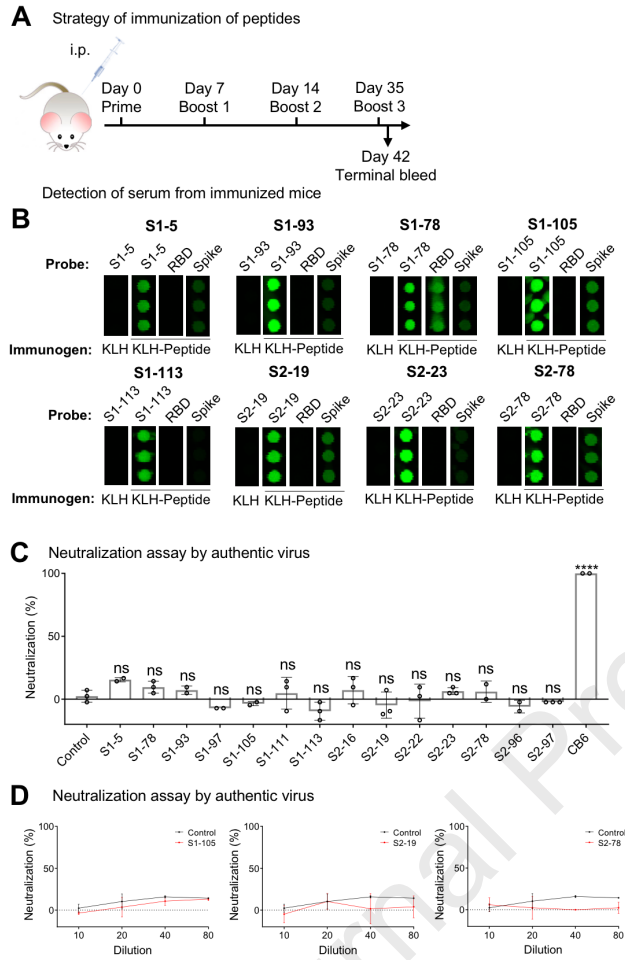 A Strategy of immunization of peptides
i.p.
Day 0 Day 7 Day 14 Day 35
Prime Boost 1 Boost 2 Boost 3
Day 42
Terminal bleed
Detection of serum from immunized mice
B
S1-5 S1-93 S1-78 S1-105
Probe: S1-5 S1-5 RBD Spike S1-93 S1-93 RBD Spike S1-78 S1-78 RBD Spike S1-105 S1-105 RBD Spike
Immunogen: KLH KLH-Peptide KLH KLH-Peptide KLH KLH-Peptide KLH KLH-Peptide
S1-113 S2-19 S2-23 S2-78
Probe: S1-113 S1-113 RBD Spike S2-19 S2-19 RBD Spike S2-23 S2-23 RBD Spike S2-78 S2-78 RBD Spike
Immunogen: KLH KLH-Peptide KLH KLH-Peptide KLH KLH-Peptide KLH KLH-Peptide
C Neutralization assay by authentic virus
Neutralization (%)
100
50
0
ns ns ns ns ns ns ns ns ns ns ns ns ns ns ****
Control S1-5 S1-78 S1-93 S1-97 S1-105 S1-111 S1-113 S2-16 S2-19 S2-22 S2-23 S2-78 S2-96 S2-97 CB6
D Neutralization assay by authentic virus
Neutralization (%)
100
50
0
Control
S1-105
10 20 40 80
Dilution
Neutralization (%)
100
50
0
Control
S2-19
10 20 40 80
Dilution
Neutralization (%)
100
50
0
Control
S2-78
10 20 40 80
Dilution